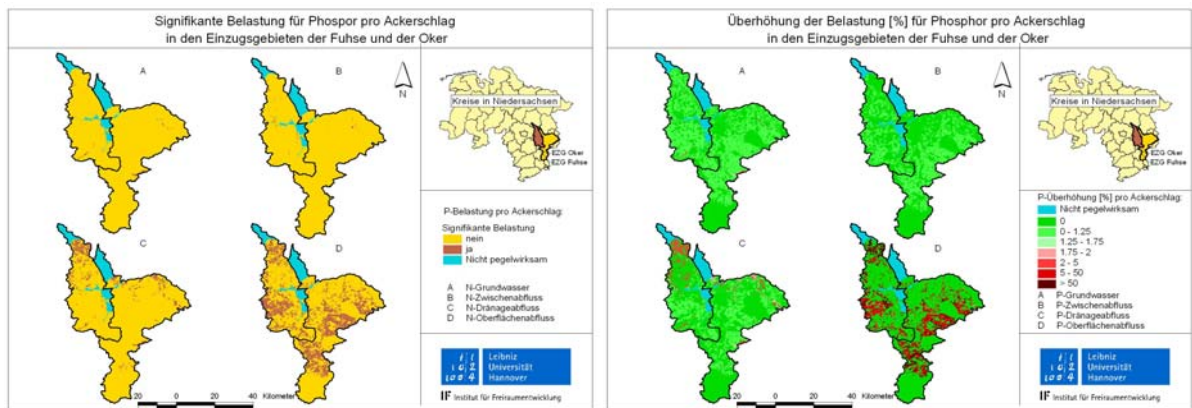 Signifikante Belastung für Phospor pro Ackerschlag
in den Einzugsgebieten der Fuhse und der Oker
A
B
N
Kreise in Niedersachsen
EZG Oker
EZG Fuhse
C
D
P-Belastung pro Ackerschlag:
Signifikante Belastung
nein
ja
Nicht pegelwirksam
A N-Grundwasser
B N-Zwischenabfluss
C N-Dränageabfluss
D N-Oberflächenabfluss
20 0 20 40 Kilometer
Leibniz
Universität
Hannover
IF Institut für Freiraumentwicklung
Überhöhung der Belastung [%] für Phosphor pro Ackerschlag
in den Einzugsgebieten der Fuhse und der Oker
A
B
N
Kreise in Niedersachsen
EZG Oker
EZG Fuhse
C
D
P-Überhöhung [%] pro Ackerschlag:
Nicht pegelwirksam
0
0 - 1.25
1.25 - 1.75
1.75 - 2
2 - 5
5 - 50
> 50
A P-Grundwasser
B P-Zwischenabfluss
C P-Dränageabfluss
D P-Oberflächenabfluss
20 0 20 40 Kilometer
Leibniz
Universität
Hannover
IF Institut für Freiraumentwicklung